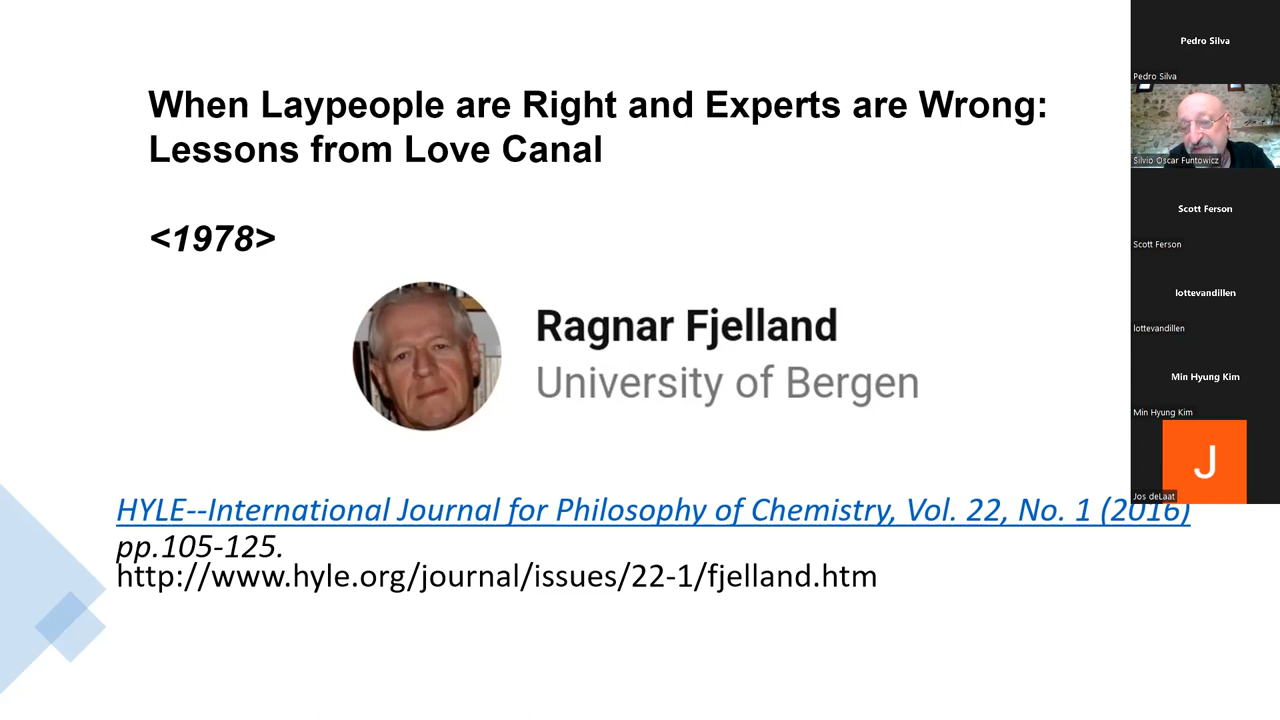 When Laypeople are Right and Experts are Wrong:
Lessons from Love Canal
<1978>
Ragnar Fjelland
University of Bergen
HYLE--International Journal for Philosophy of Chemistry, Vol. 22, No. 1 (2016)
pp.105-125.
http://www.hyle.org/journal/issues/22-1/fjelland.htm
Pedro Silva
Pedro Silva
Silvio Oscar Funtowicz
Scott Ferson
Scott Ferson
lottevandillen
lottevandillen
Min Hyung Kim
Min Hyung Kim
J
Jos deLaat